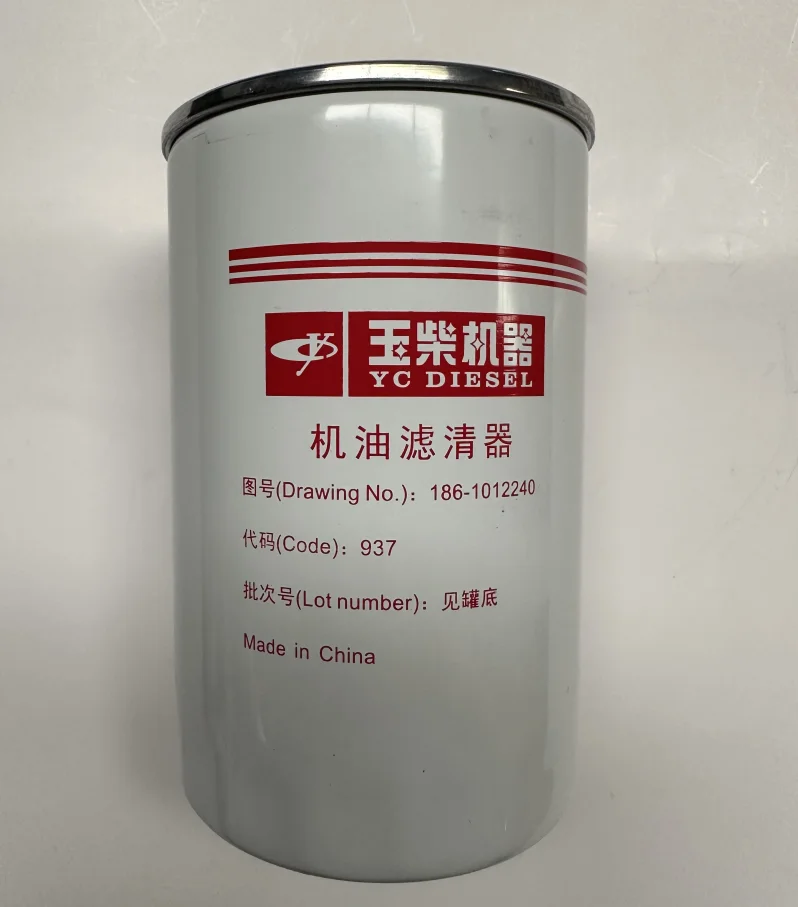 玉柴机器
YC DIESEL
机油滤清器
图号(Drawing No.)：186-1012240
代码(Code)：937
批次号(Lot number)：见罐底
Made in China